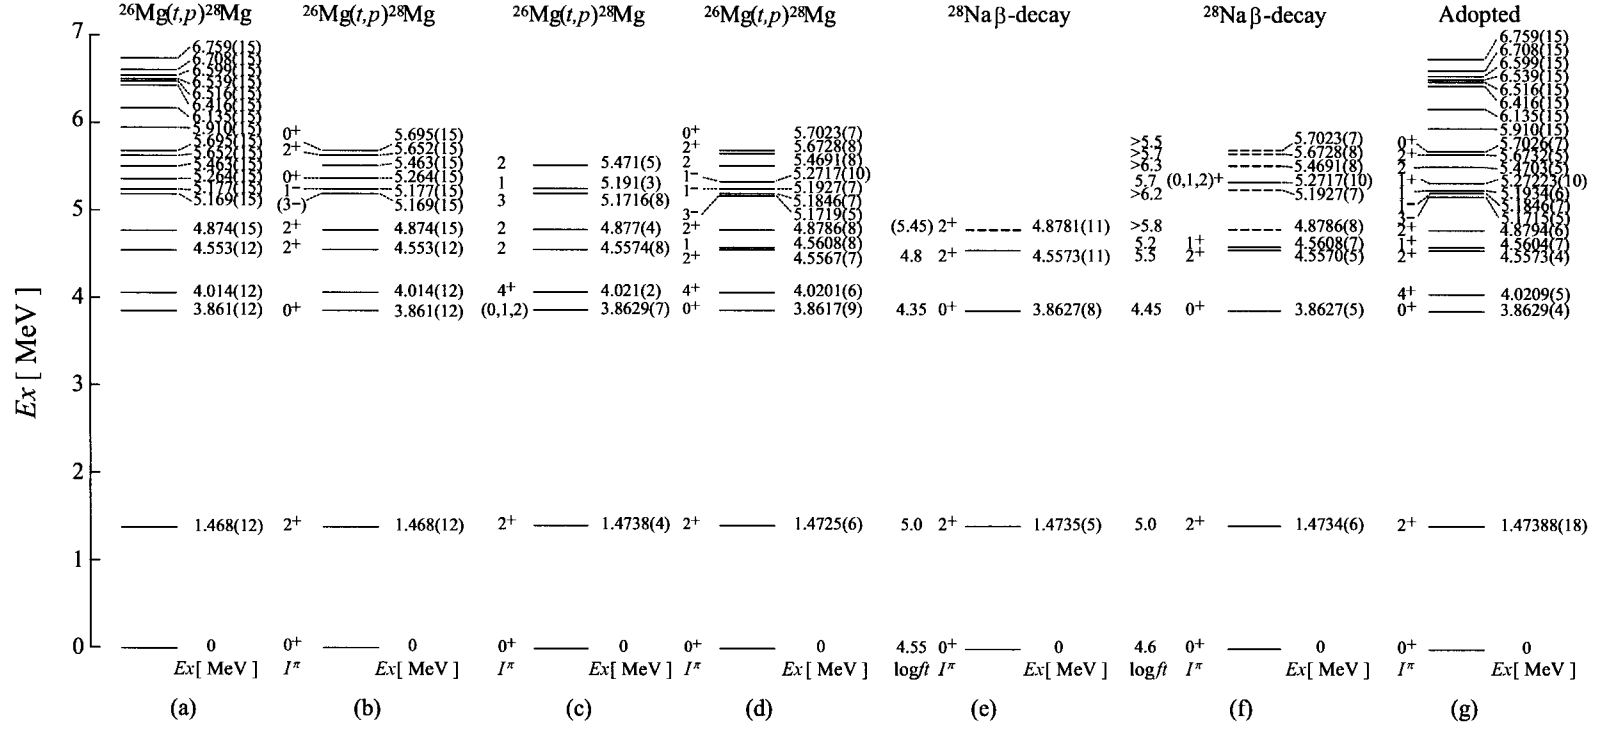 Ex [ MeV ]
7
6
5
4
3
2
1
0
²⁶Mg(t,p)²⁸Mg
6.759(15)
6.708(15)
6.599(15)
6.539(15)
6.516(15)
6.416(15)
6.135(15)
5.910(15)
5.695(15)
5.652(15)
5.463(15)
5.264(15)
5.177(15)
5.169(15)
4.874(15)
4.553(12)
4.014(12)
3.861(12)
1.468(12)
0
Ex[ MeV ]
(a)
²⁶Mg(t,p)²⁸Mg
0⁺ 5.695(15)
2⁺ 5.652(15)
5.463(15)
0⁺ 5.264(15)
1⁻ 5.177(15)
(3−) 5.169(15)
2⁺ 4.874(15)
2⁺ 4.553(12)
4.014(12)
0⁺ 3.861(12)
2⁺ 1.468(12)
0⁺ 0
Iπ Ex[ MeV ]
(b)
²⁶Mg(t,p)²⁸Mg
2 5.471(5)
1 5.191(3)
3 5.1716(8)
2 4.877(4)
2 4.5574(8)
4⁺ 4.021(2)
(0,1,2) 3.8629(7)
2⁺ 1.4738(4)
0⁺ 0
Iπ Ex[ MeV ]
(c)
²⁶Mg(t,p)²⁸Mg
0⁺ 5.7023(7)
2⁺ 5.6728(8)
2 5.4691(8)
1⁻ 5.2717(10)
1⁻ 5.1927(7)
5.1846(7)
3⁻ 5.1719(5)
2⁺ 4.8786(8)
1 4.5608(8)
2⁺ 4.5567(7)
4⁺ 4.0201(6)
0⁺ 3.8617(9)
2⁺ 1.4725(6)
0⁺ 0
Iπ Ex[ MeV ]
(d)
²⁸Na β-decay
(5.45) 2⁺ 4.8781(11)
4.8 2⁺ 4.5573(11)
4.35 0⁺ 3.8627(8)
5.0 2⁺ 1.4735(5)
4.55 0⁺ 0
logft Iπ Ex[ MeV ]
(e)
²⁸Na β-decay
>5.5 5.7023(7)
>5.7 5.6728(8)
>6.3 5.4691(8)
5.7 (0,1,2)⁺ 5.2717(10)
>6.2 5.1927(7)
>5.8 4.8786(8)
5.2 1⁺ 4.5608(7)
5.5 2⁺ 4.5570(5)
4.45 0⁺ 3.8627(5)
5.0 2⁺ 1.4734(6)
4.6 0⁺ 0
logft Iπ Ex[ MeV ]
(f)
Adopted
6.759(15)
6.708(15)
6.599(15)
6.539(15)
6.516(15)
6.416(15)
6.135(15)
5.910(15)
0⁺ 5.7026(7)
2⁺ 5.6732(5)
2 5.4703(5)
1⁺ 5.27223(10)
1 5.1934(6)
1⁻ 5.1846(7)
3⁻ 5.1715(5)
2⁺ 4.8794(6)
1⁺ 4.5604(7)
2⁺ 4.5573(4)
4⁺ 4.0209(5)
0⁺ 3.8629(4)
2⁺ 1.47388(18)
0⁺ 0
Iπ Ex[ MeV ]
(g)